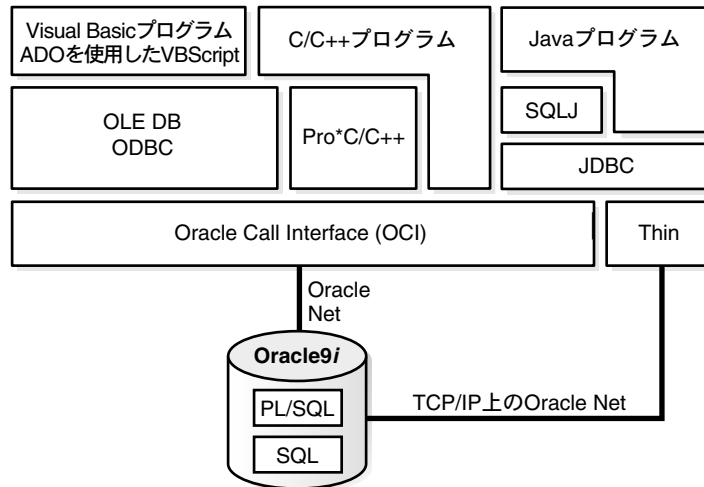 Visual Basicプログラム
ADOを使用したVBScript
C/C++プログラム
Javaプログラム
OLE DB
ODBC
Pro*C/C++
SQLJ
JDBC
Oracle Call Interface (OCI)
Thin
Oracle
Net
Oracle9i
PL/SQL
SQL
TCP/IP上のOracle Net